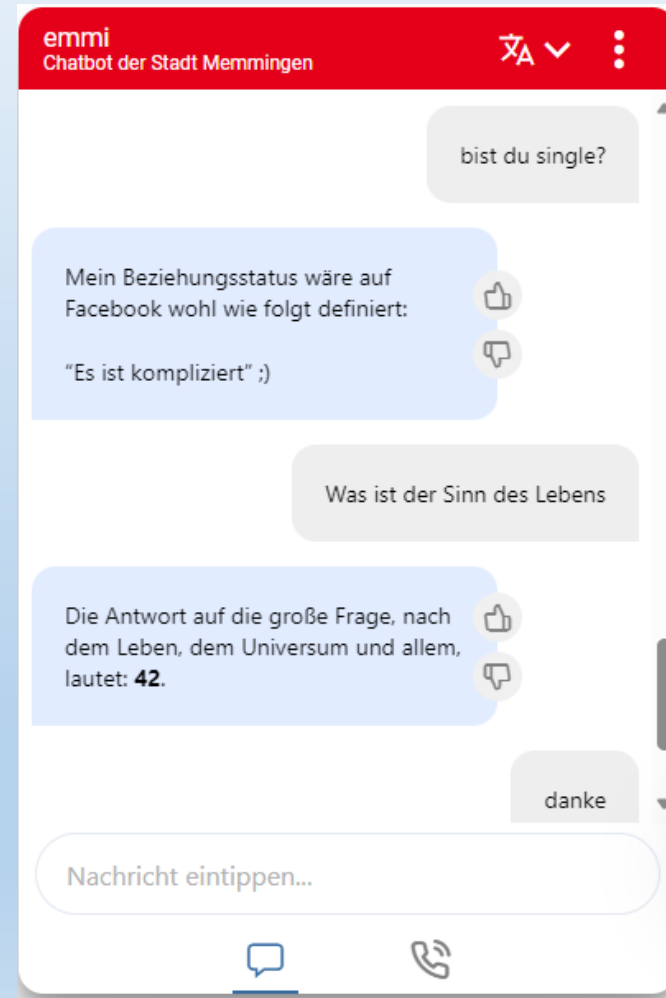 emmi
Chatbot der Stadt Memmingen
bist du single?
Mein Beziehungsstatus wäre auf
Facebook wohl wie folgt definiert:
"Es ist kompliziert" ;)
Was ist der Sinn des Lebens
Die Antwort auf die große Frage, nach
dem Leben, dem Universum und allem,
lautet: 42.
danke
Nachricht eintippen...